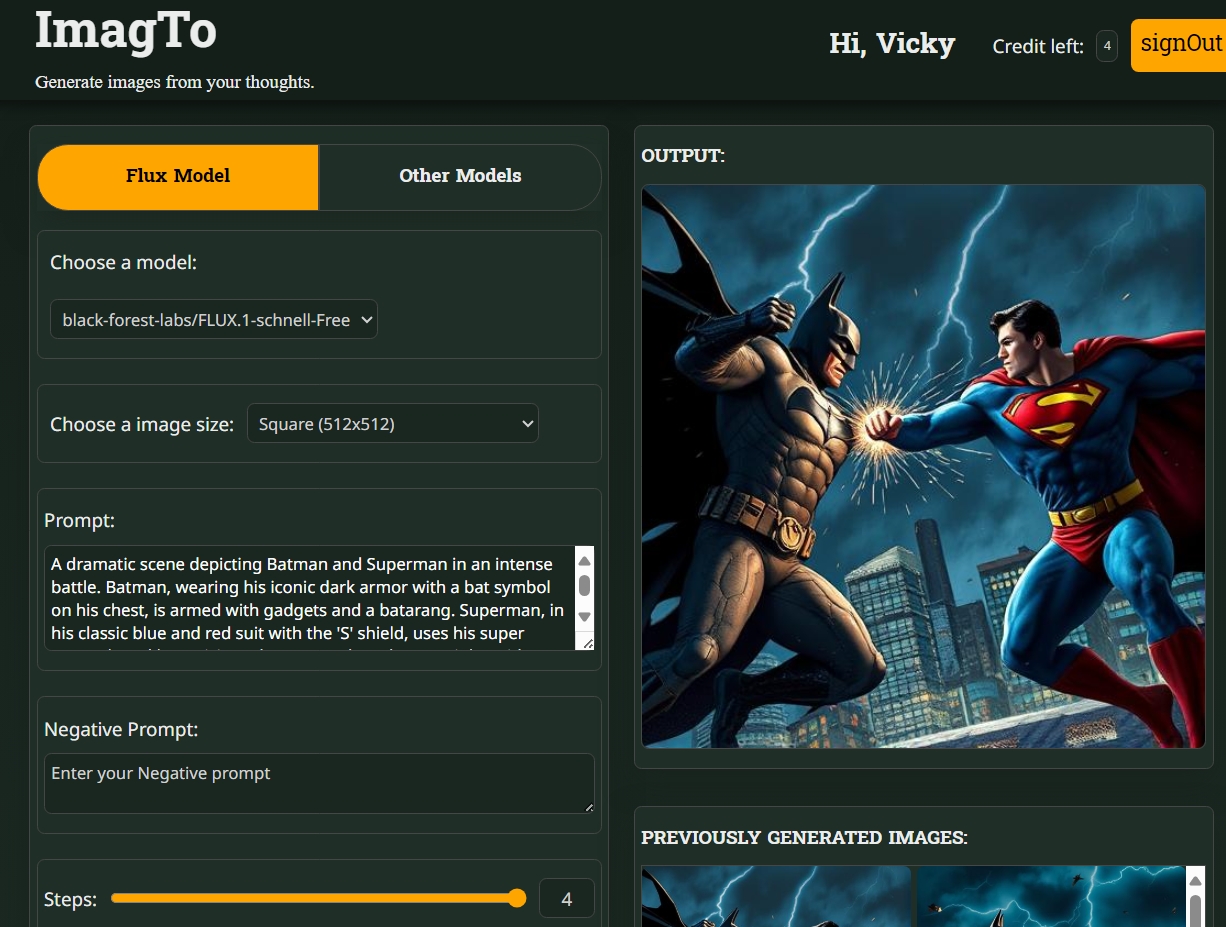 ImagTo
Generate images from your thoughts.
Hi, Vicky
Credit left:
4
signOut
Flux Model
Other Models
Choose a model:
black-forest-labs/FLUX.1-schnell-Free
Choose a image size:
Square (512x512)
Prompt:
A dramatic scene depicting Batman and Superman in an intense
battle. Batman, wearing his iconic dark armor with a bat symbol
on his chest, is armed with gadgets and a batarang. Superman, in
his classic blue and red suit with the 'S' shield, uses his super
Negative Prompt:
Enter your Negative prompt
Steps:
4
OUTPUT:
S
PREVIOUSLY GENERATED IMAGES: